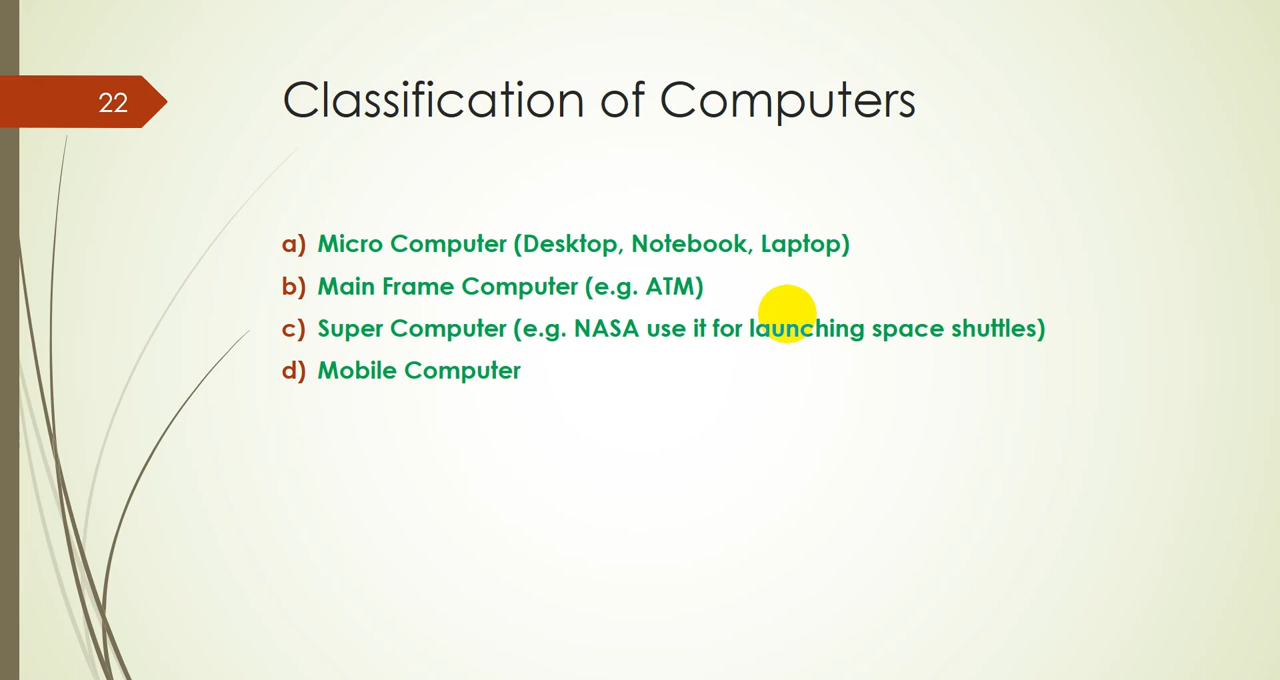 22
Classification of Computers
a) Micro Computer (Desktop, Notebook, Laptop)
b) Main Frame Computer (e.g. ATM)
c) Super Computer (e.g. NASA use it for launching space shuttles)
d) Mobile Computer